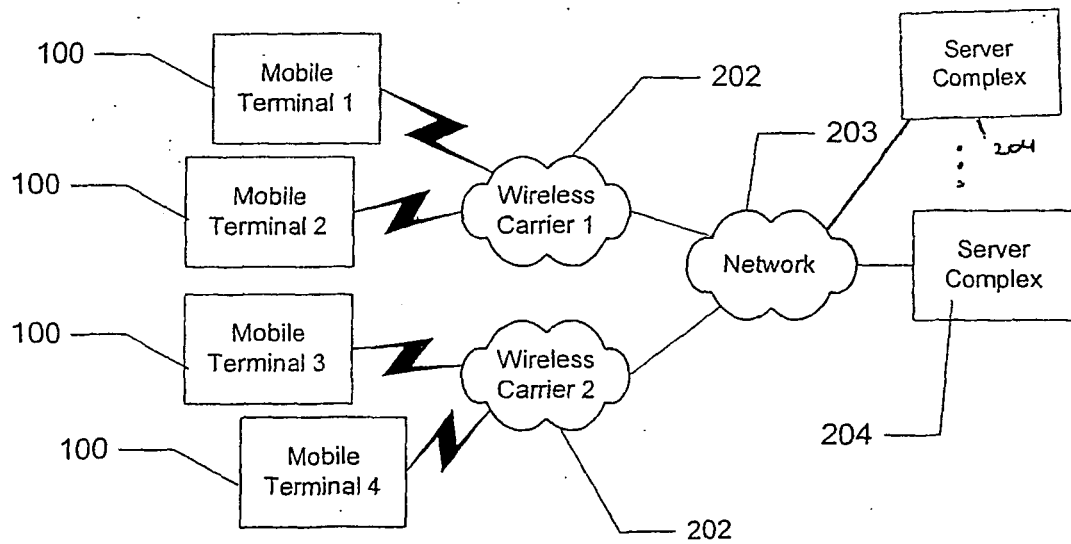 100
Mobile
Terminal 1
100
Mobile
Terminal 2
100
Mobile
Terminal 3
100
Mobile
Terminal 4
202
Wireless
Carrier 1
Wireless
Carrier 2
202
203
Network
Server
Complex
204
Server
Complex
204